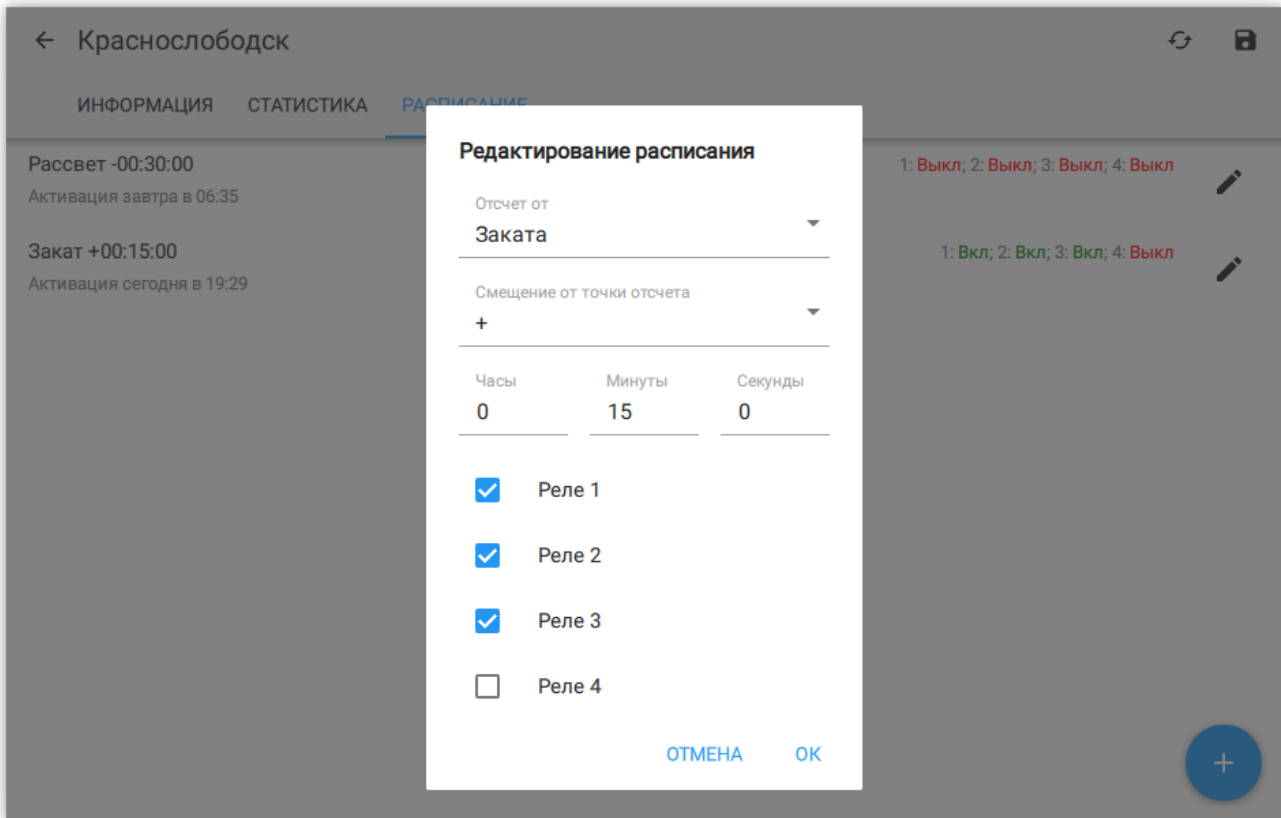 Краснослободск
ИНФОРМАЦИЯ СТАТИСТИКА РАСПИСАНИЕ
Рассвет -00:30:00
Активация завтра в 06:35
1: Выкл; 2: Выкл; 3: Выкл; 4: Выкл
Закат +00:15:00
Активация сегодня в 19:29
1: Вкл; 2: Вкл; 3: Вкл; 4: Выкл
Редактирование расписания
Отсчет от
Заката
Смещение от точки отсчета
+
Часы Минуты Секунды
0 15 0
Реле 1
Реле 2
Реле 3
Реле 4
ОТМЕНА ОК